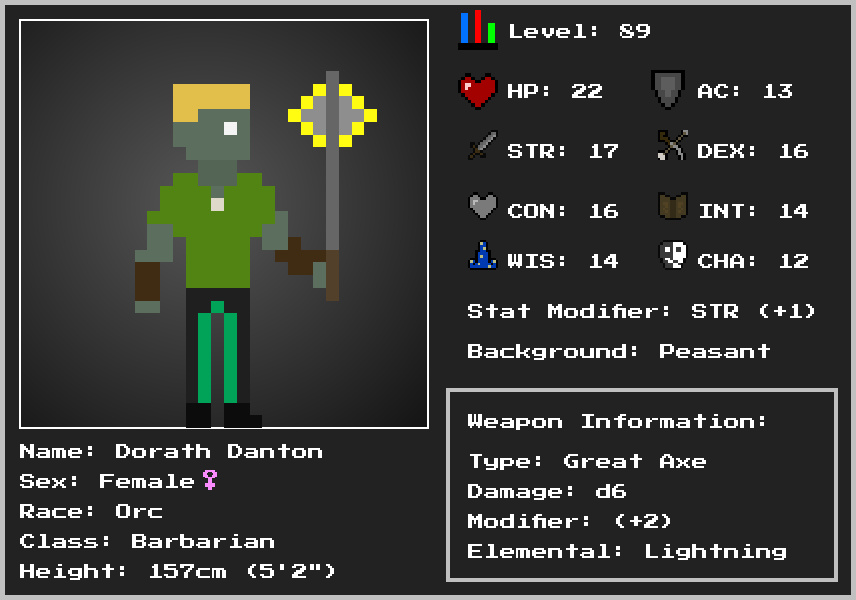 Level: 89
HP: 22
AC: 13
STR: 17
DEX: 16
CON: 16
INT: 14
WIS: 14
CHA: 12
Stat Modifier: STR (+1)
Background: Peasant
Weapon Information:
Type: Great Axe
Damage: d6
Modifier: (+2)
Elemental: Lightning
Name: Dorath Danton
Sex: Female♀
Race: Orc
Class: Barbarian
Height: 157cm (5'2")